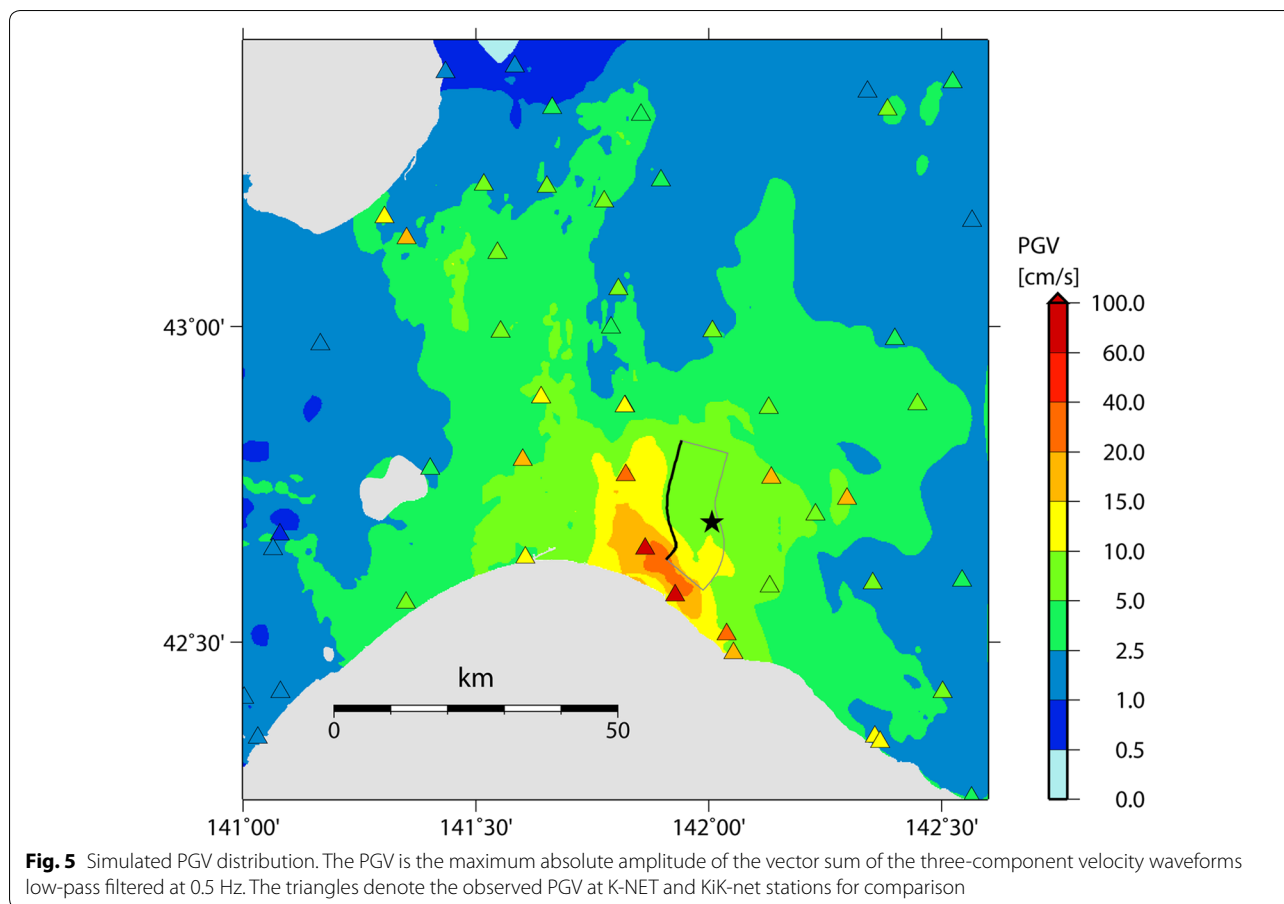 PGV
[cm/s]
100.0
60.0
40.0
20.0
15.0
10.0
5.0
2.5
1.0
0.5
0.0
43°00'
42°30'
km
0 50
141°00' 141°30' 142°00' 142°30'
Fig. 5 Simulated PGV distribution. The PGV is the maximum absolute amplitude of the vector sum of the three-component velocity waveforms
low-pass filtered at 0.5 Hz. The triangles denote the observed PGV at K-NET and KiK-net stations for comparison